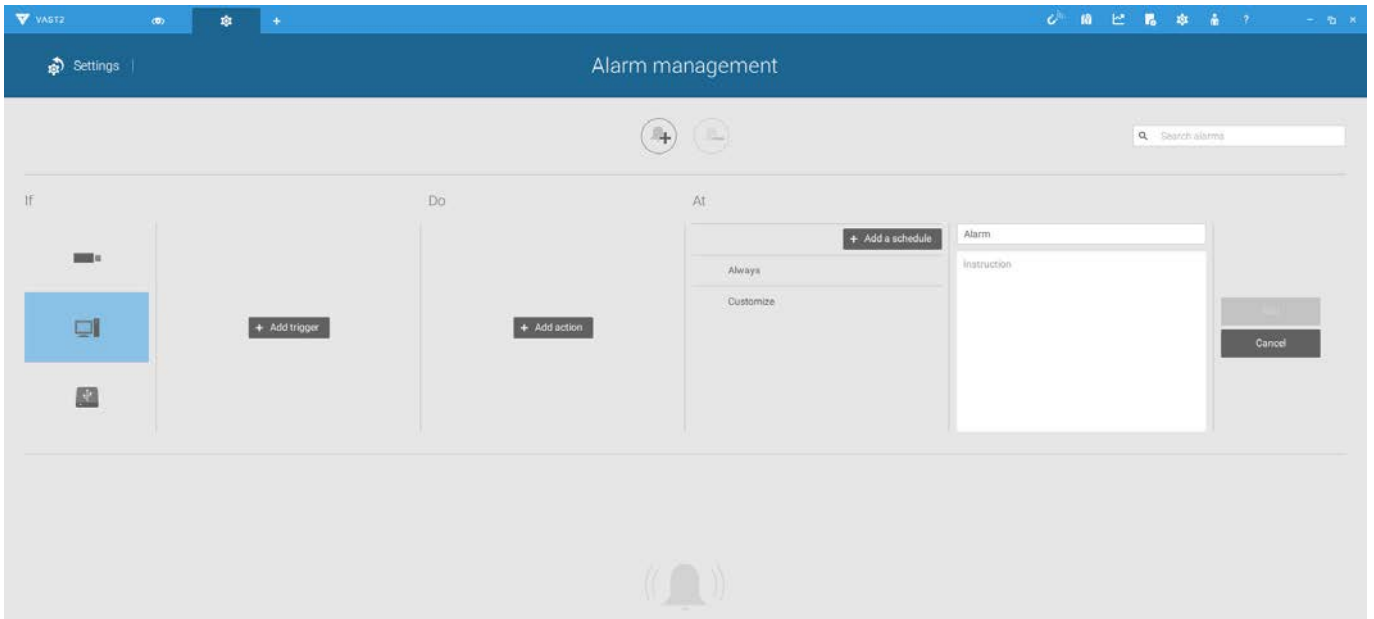 VAST2
+
?
Settings
Alarm management
Search alarms
If
Do
At
+ Add a schedule
Alarm
Always
Instruction
Customize
+ Add trigger
+ Add action
Cancel